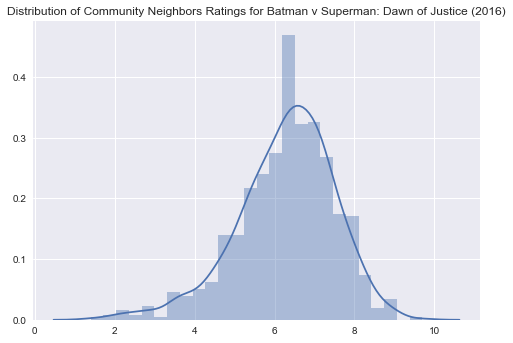 Distribution of Community Neighbors Ratings for Batman v Superman: Dawn of Justice (2016)
0.4
0.3
0.2
0.1
0.0
0 2 4 6 8 10